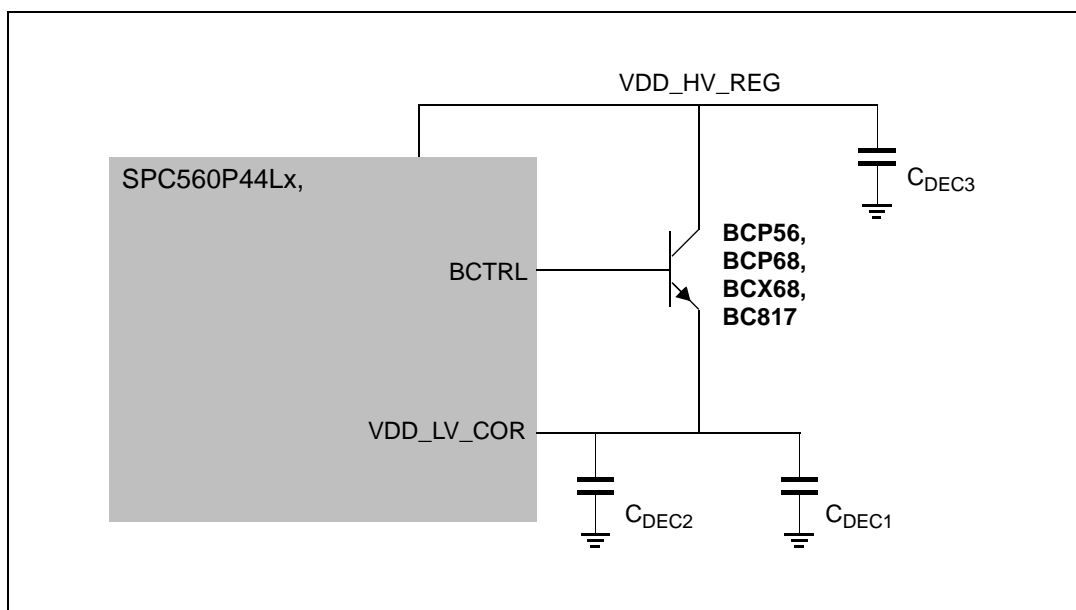 VDD_HV_REG
SPC560P44Lx,
CDEC3
BCP56,
BCP68,
BCX68,
BC817
BCTRL
VDD_LV_COR
CDEC2
CDEC1